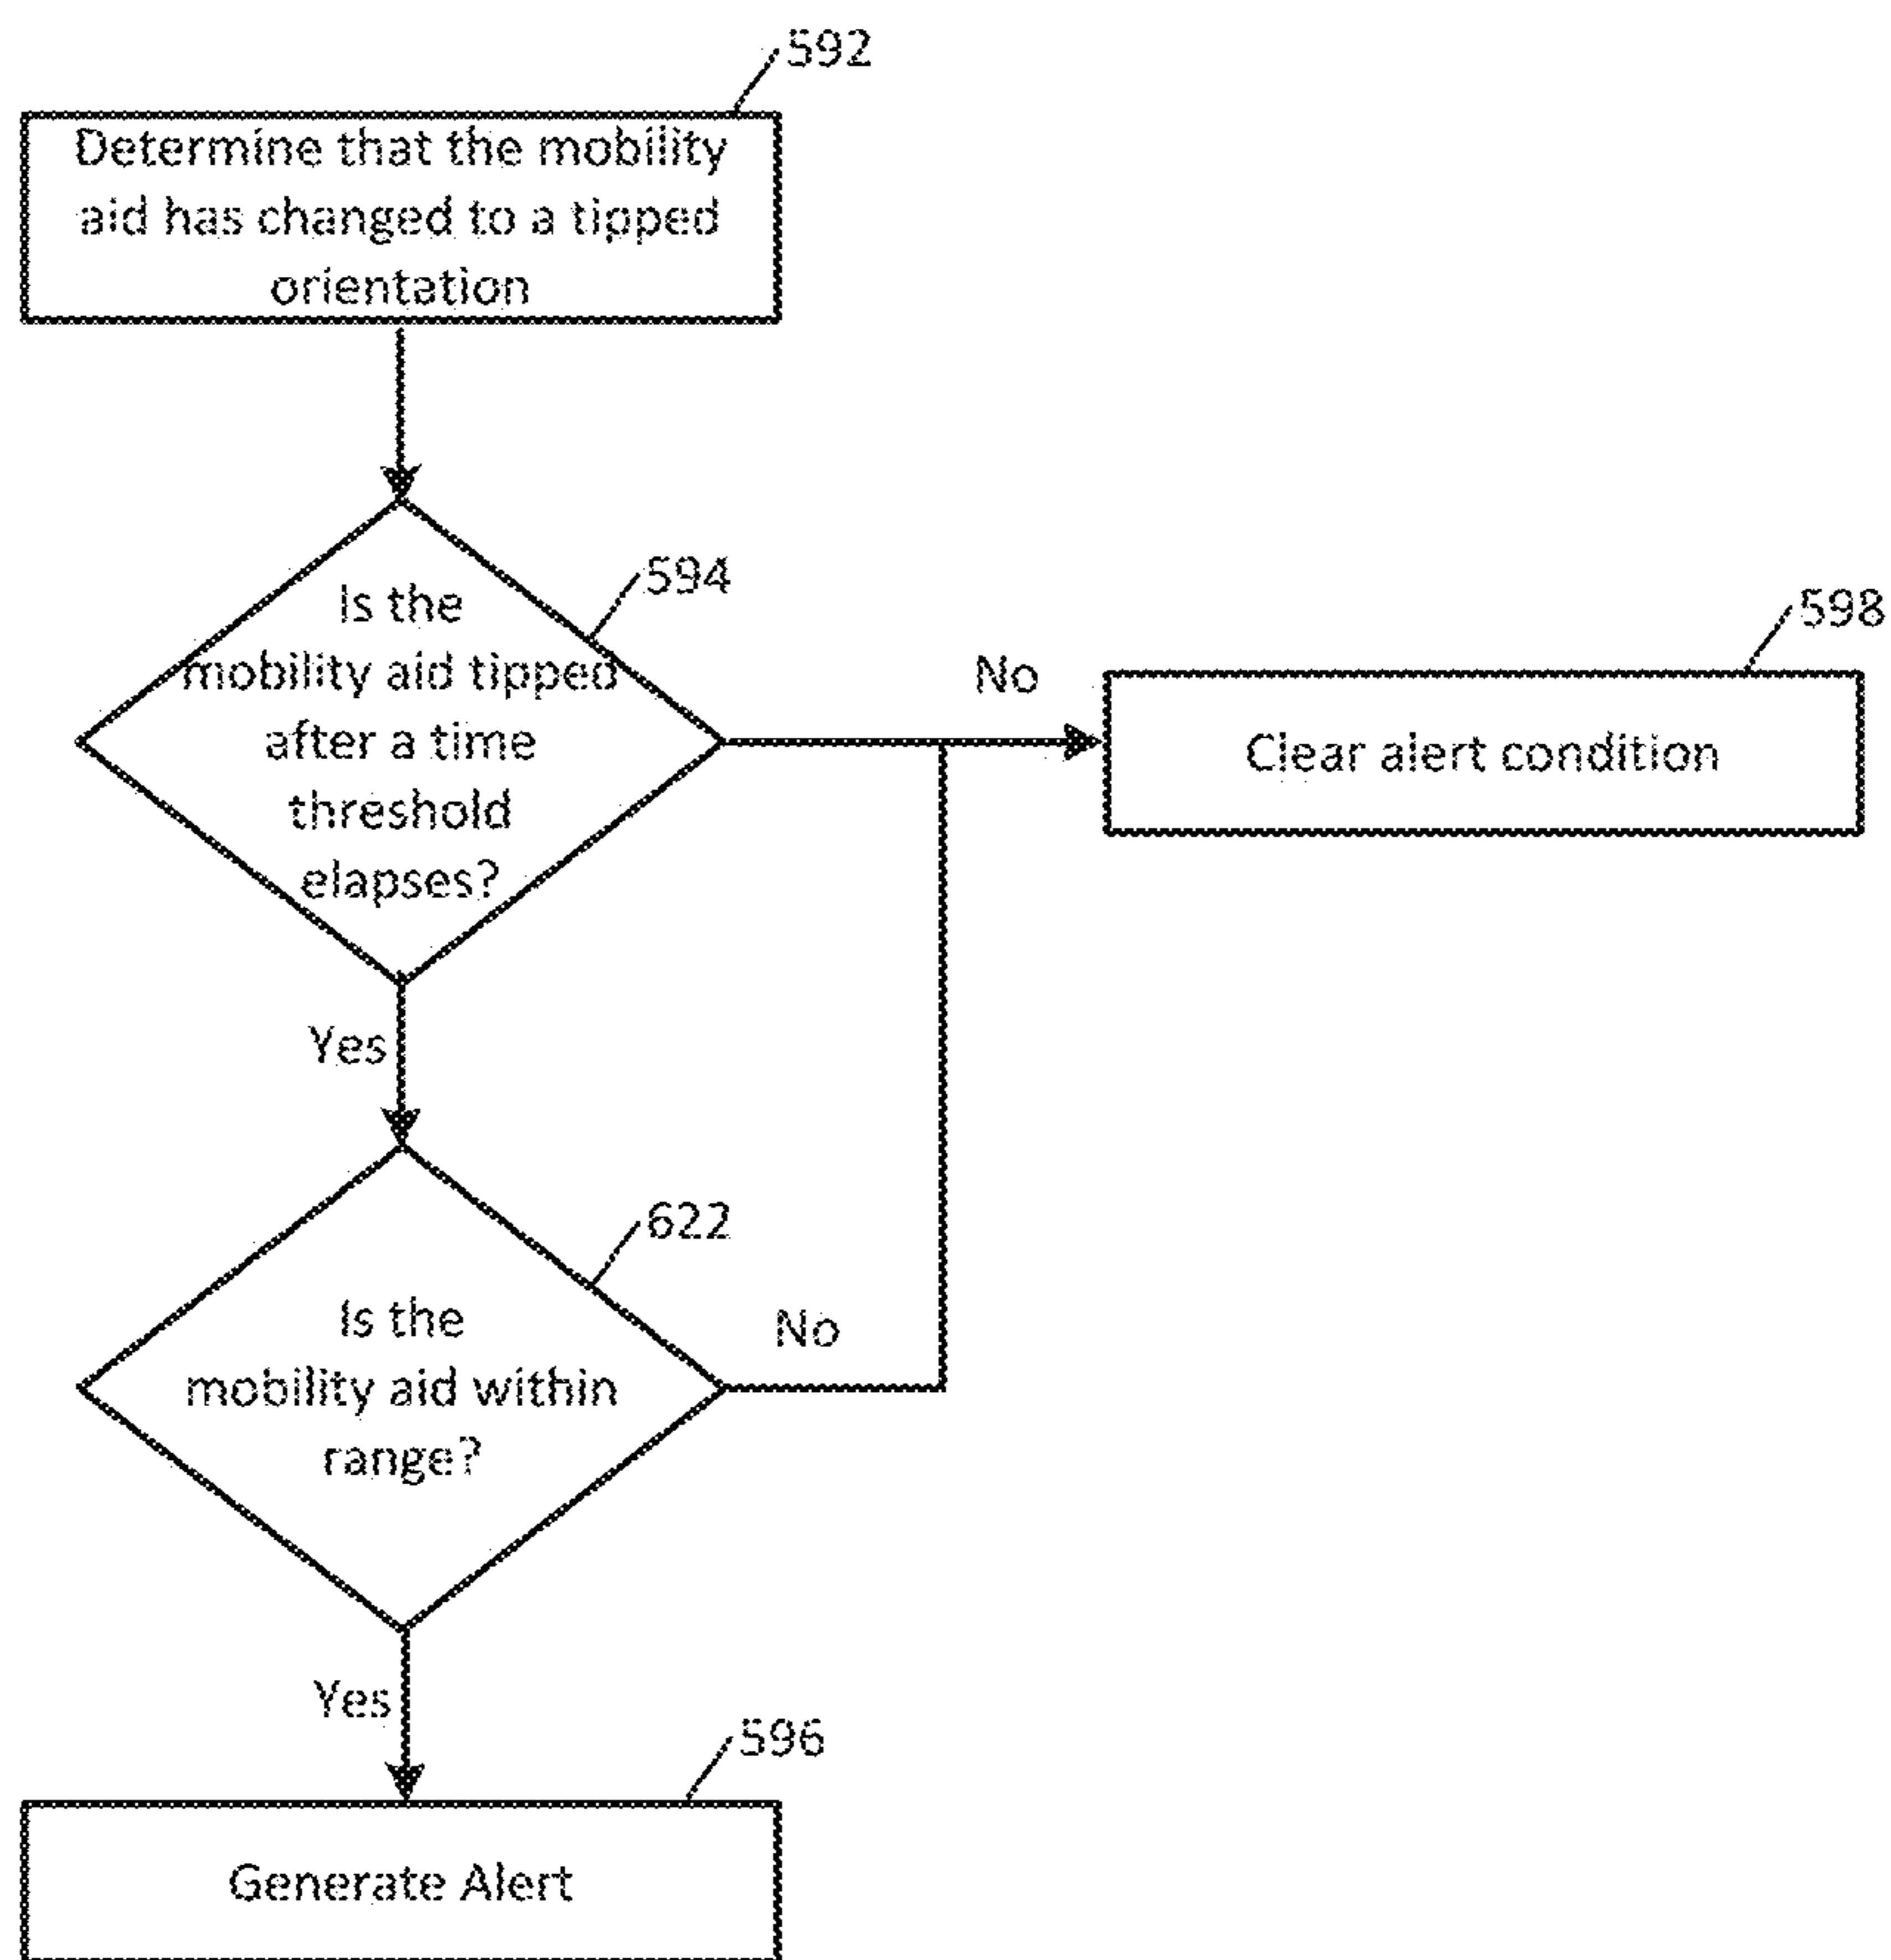 592
Determine that the mobility
aid has changed to a tipped
orientation
594
Is the
mobility aid tipped
after a time
threshold
elapses?
No
598
Clear alert condition
Yes
622
Is the
mobility aid within
range?
No
Yes
596
Generate Alert